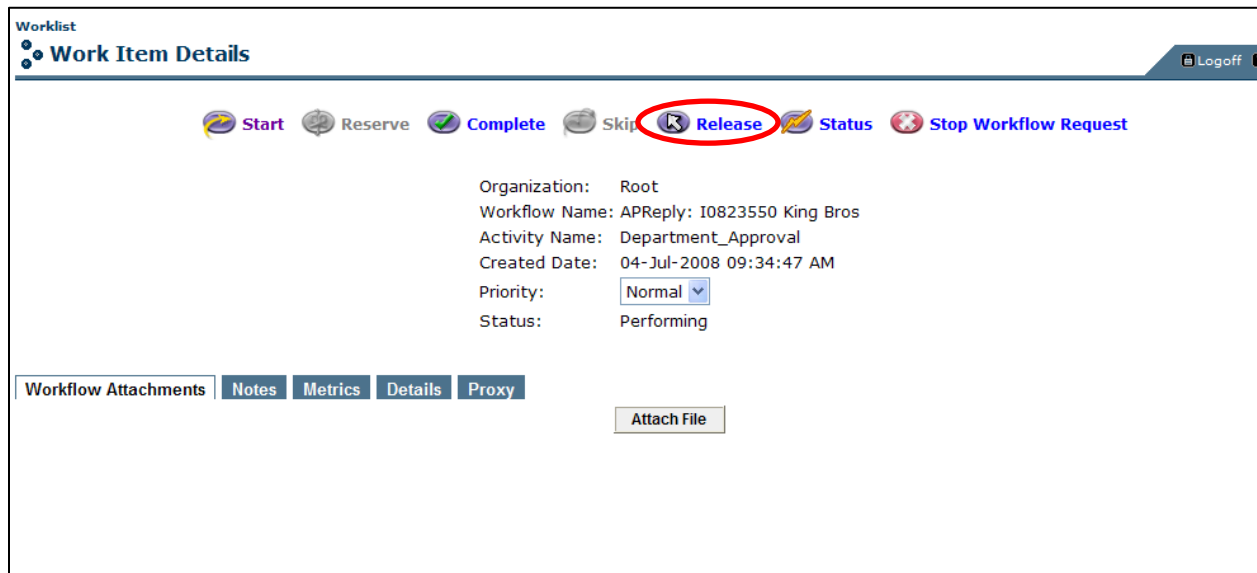 Worklist
Work Item Details
Logoff
Start Reserve Complete Skip Release Status Stop Workflow Request
Organization: Root
Workflow Name: APReply: I0823550 King Bros
Activity Name: Department_Approval
Created Date: 04-Jul-2008 09:34:47 AM
Priority: Normal
Status: Performing
Workflow Attachments Notes Metrics Details Proxy
Attach File